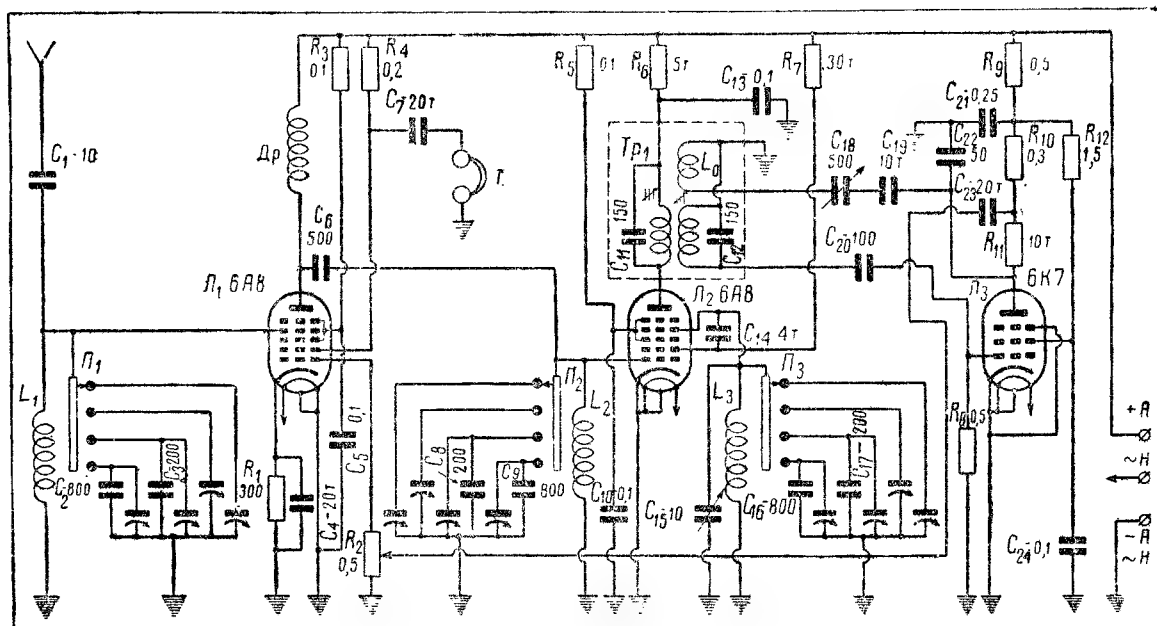 R3
0,1
R4
0,2
R5
0,1
R6
5т
R7
30т
R9
0,5
C13-0,1
C7-20т
C21-0,25
R12
1,5
C1-10
Др
Т.
Тр1
L0
C18
500
C19
10т
C22
50
R10
0,3
C23-20т
C6
500
150
C11
150
C12
C20-100
R11
10т
Л1 6А8
Л2 6А8
Л3
6К7
C14 4т
П1
П2
П3
L1
L2
L3
C2-800
C3-200
R1
300
C4-20т
0,1
C5
R2
0,5
C8
200
C9
800
C10-0,1
C15-10
C16-800
C17-200
R8 0,5
C24-0,1
+А
~Н
-А
~Н